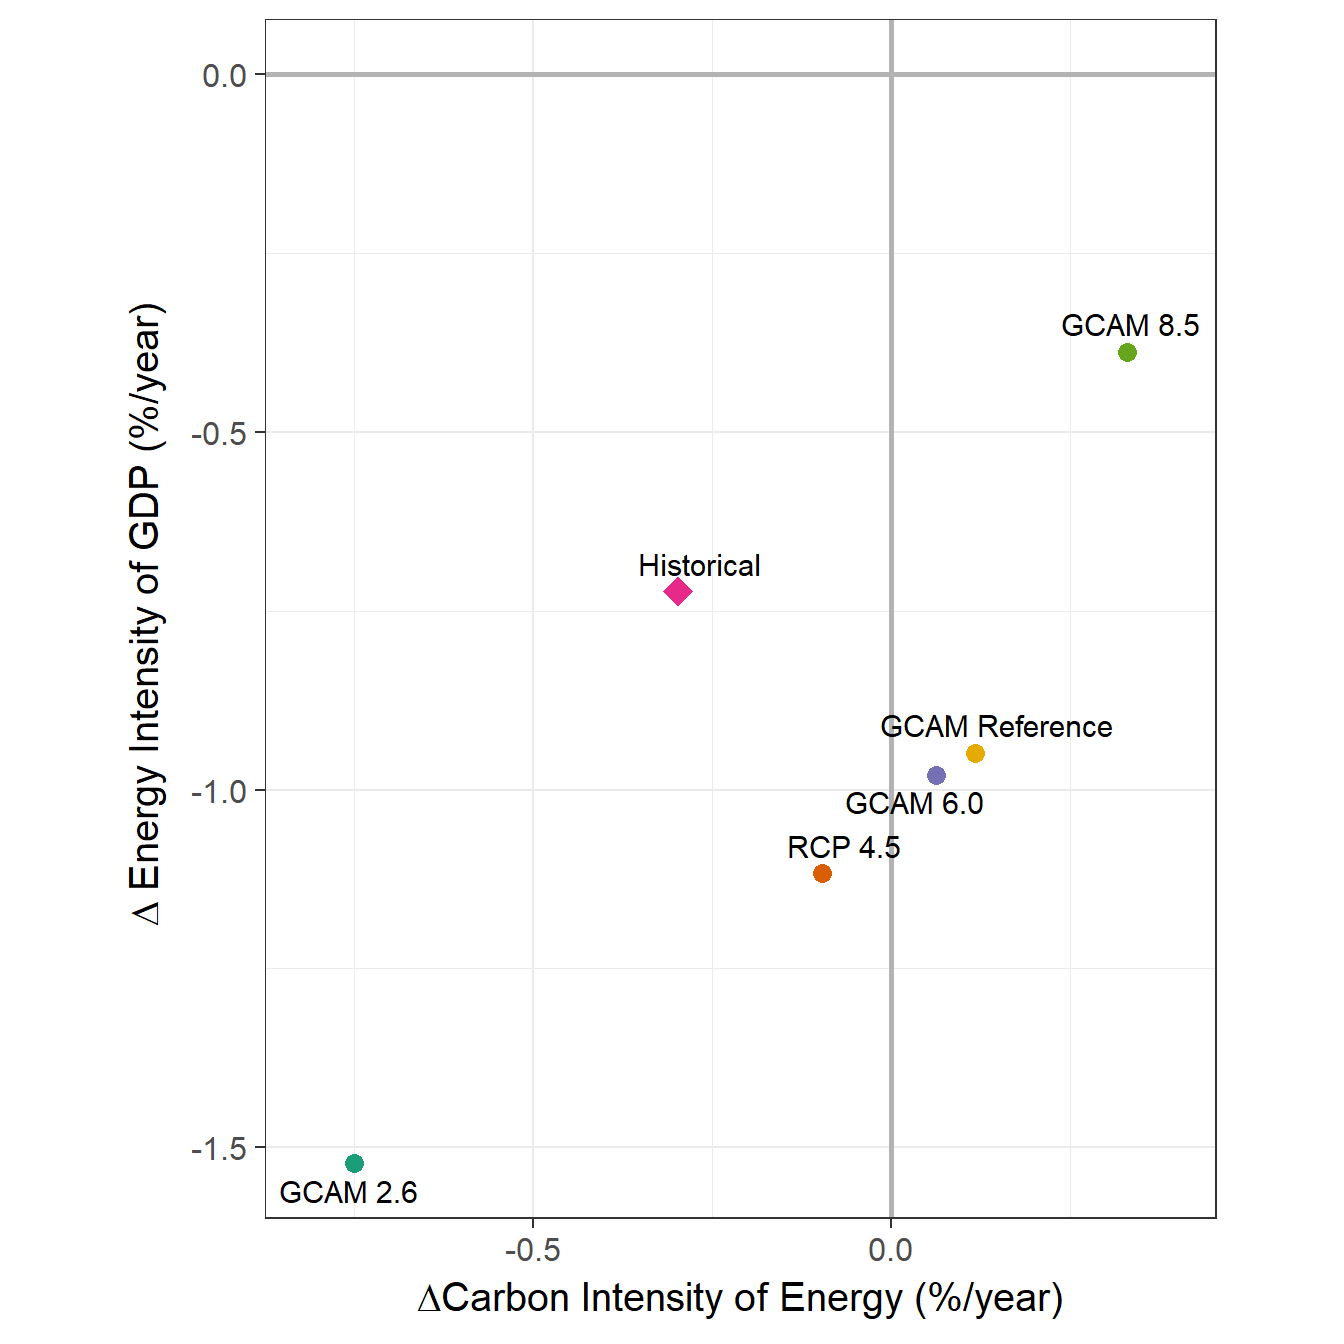 0.0
GCAM 8.5
-0.5
Historical
GCAM Reference
-1.0
GCAM 6.0
RCP 4.5
-1.5
GCAM 2.6
-0.5
0.0
ΔCarbon Intensity of Energy (%/year)
Δ Energy Intensity of GDP (%/year)